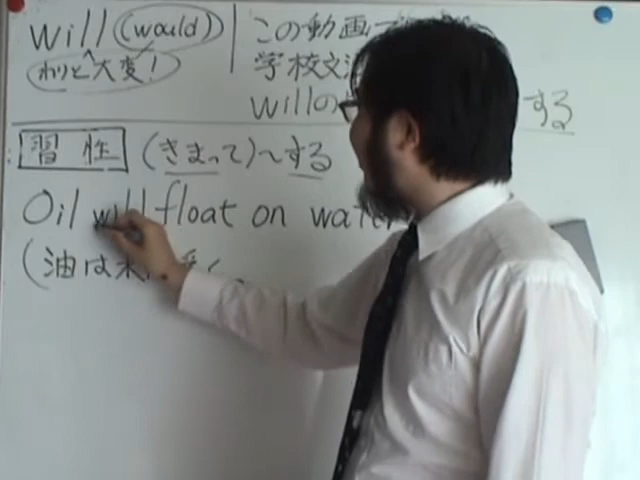 will (would)
わりと大変!
この動画で
学校文法
willの
する
習性 (きまって)~する
Oil will float on water
(油は水に浮く